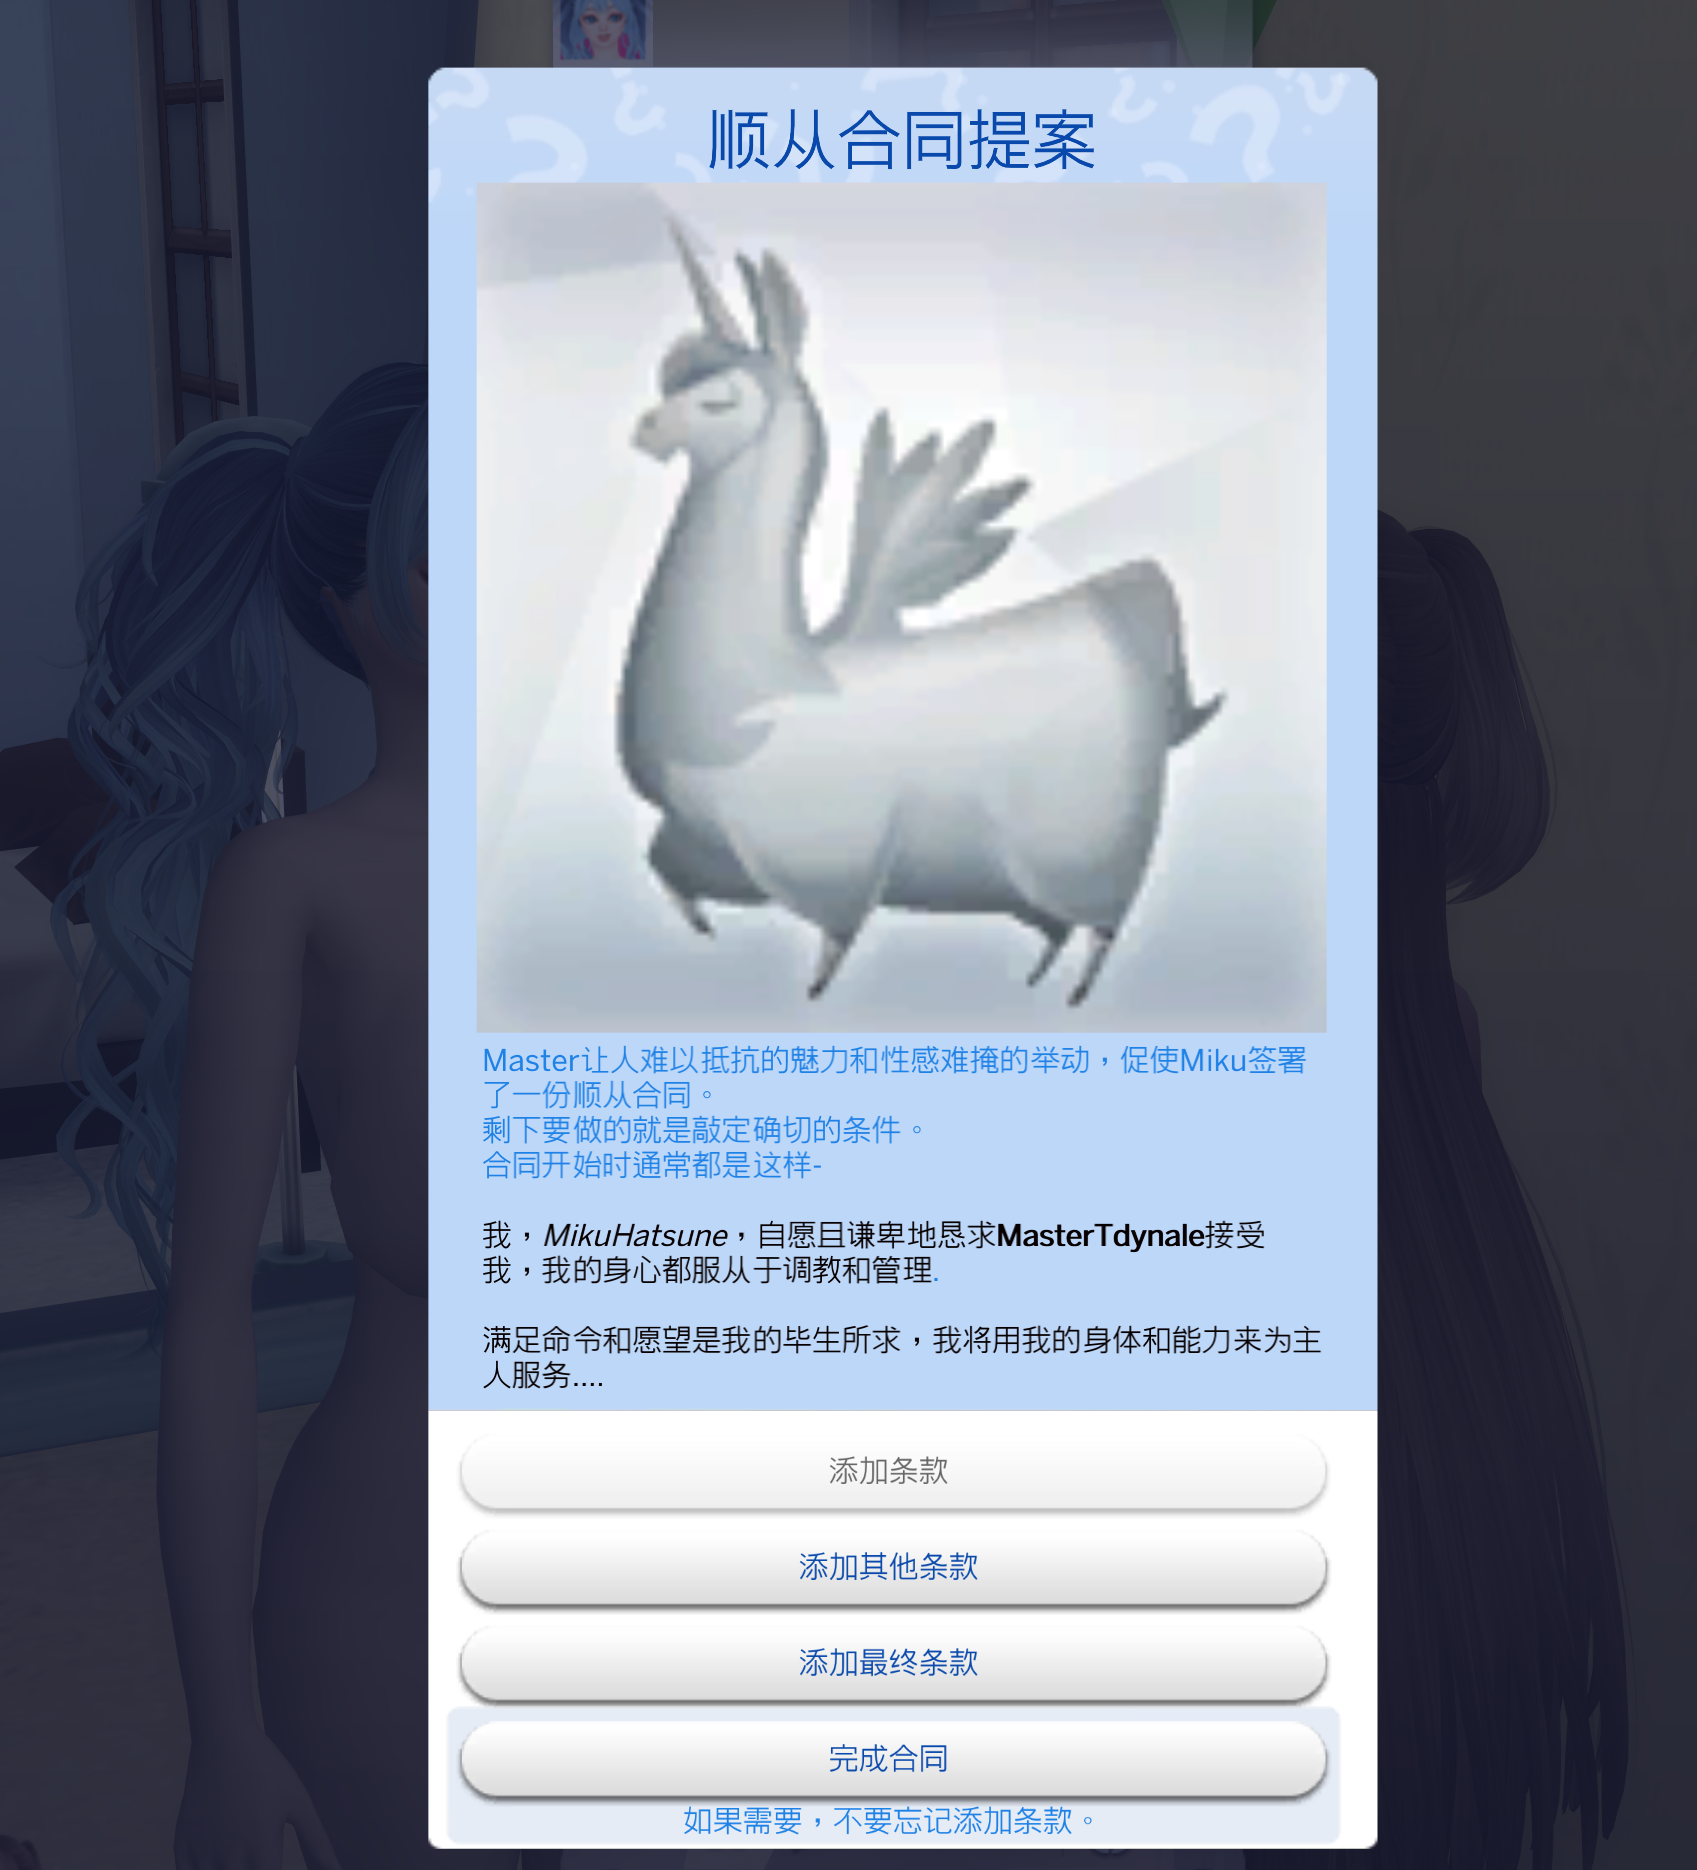 顺从合同提案
Master让人难以抵抗的魅力和性感难掩的举动，促使Miku签署
了一份顺从合同。
剩下要做的就是敲定确切的条件。
合同开始时通常都是这样-
我，MikuHatsune，自愿且谦卑地恳求MasterTdynale接受
我，我的身心都服从于调教和管理.
满足命令和愿望是我的毕生所求，我将用我的身体和能力来为主
人服务....
添加条款
添加其他条款
添加最终条款
完成合同
如果需要，不要忘记添加条款。